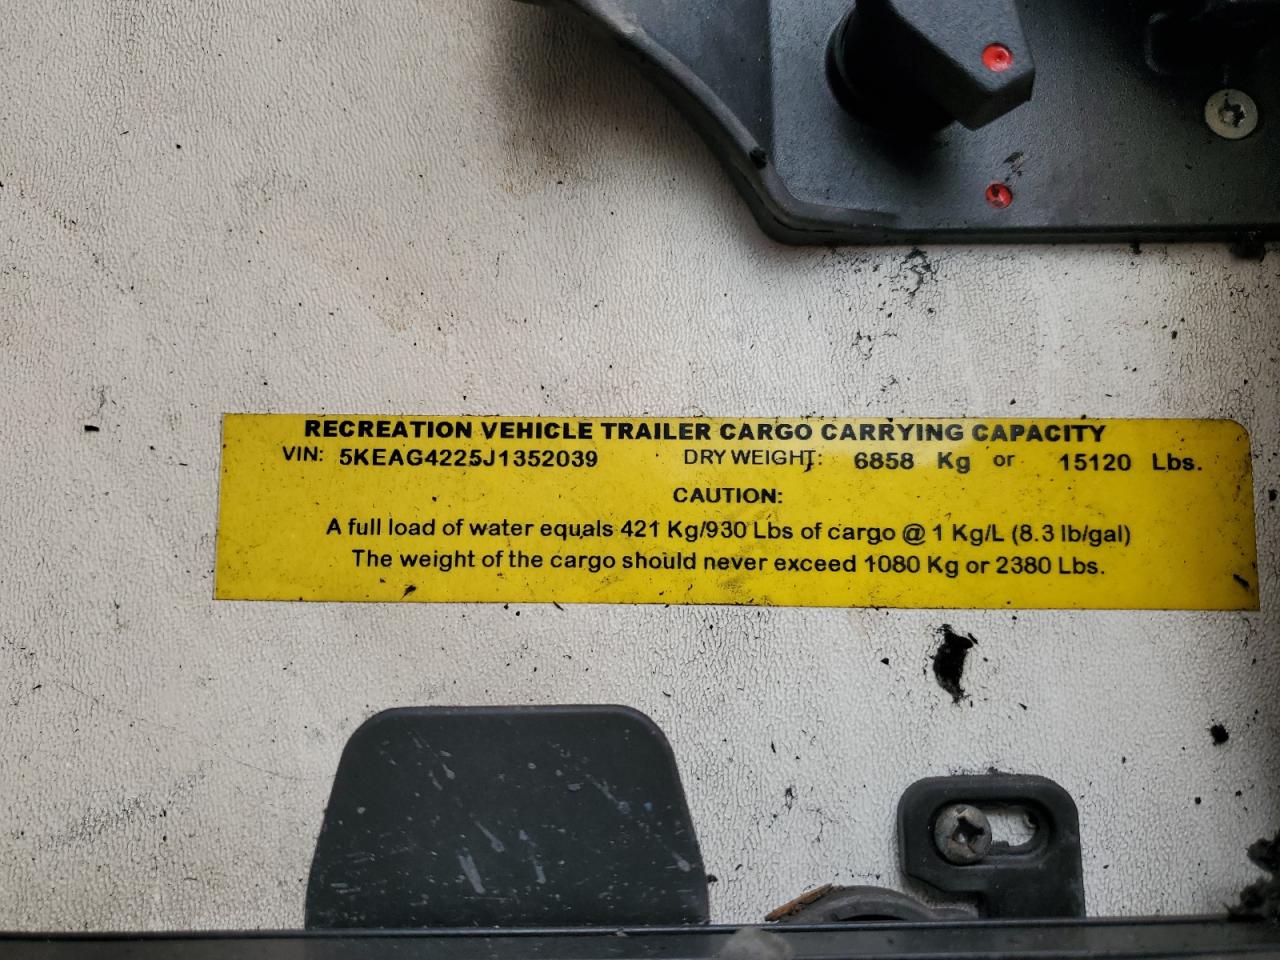 RECREATION VEHICLE TRAILER CARGO CARRYING CAPACITY
VIN: 5KEAG4225J1352039 DRY WEIGHT: 6858 Kg or 15120 Lbs.
CAUTION:
A full load of water equals 421 Kg/930 Lbs of cargo @ 1 Kg/L (8.3 lb/gal)
The weight of the cargo should never exceed 1080 Kg or 2380 Lbs.